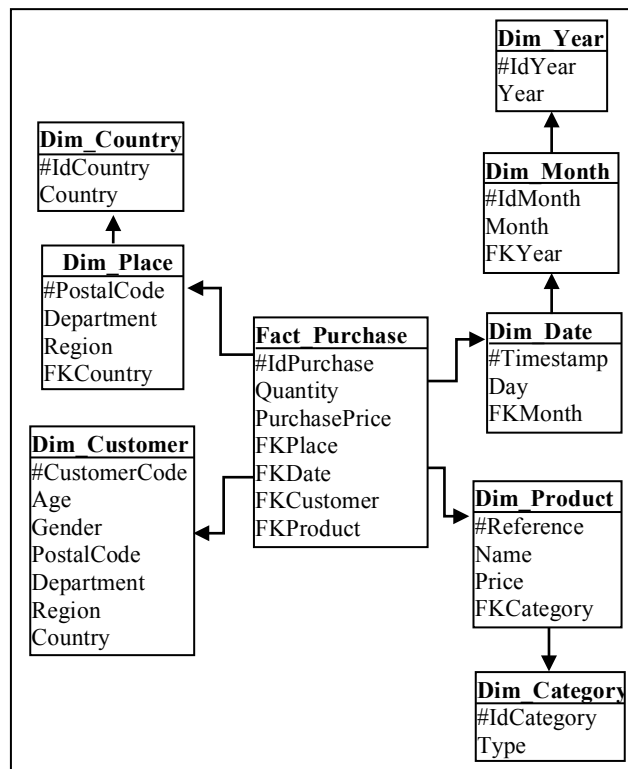 Dim_Year
#IdYear
Year
Dim_Country
#IdCountry
Country
Dim_Month
#IdMonth
Month
FKYear
Dim_Place
#PostalCode
Department
Region
FKCountry
Fact_Purchase
#IdPurchase
Quantity
PurchasePrice
FKPlace
FKDate
FKCustomer
FKProduct
Dim_Date
#Timestamp
Day
FKMonth
Dim_Customer
#CustomerCode
Age
Gender
PostalCode
Department
Region
Country
Dim_Product
#Reference
Name
Price
FKCategory
Dim_Category
#IdCategory
Type